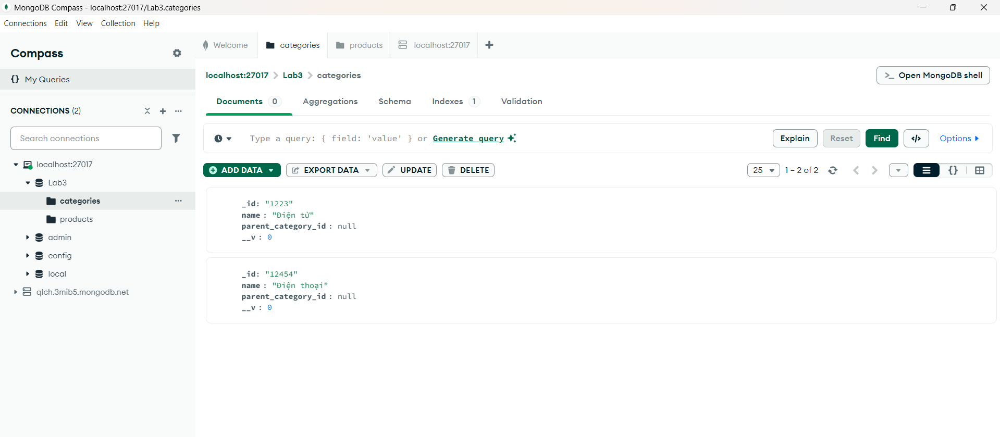 MongoDB Compass - localhost:27017/Lab3.categories
Connections Edit View Collection Help
Compass
{} My Queries
CONNECTIONS (2)
Search connections
localhost:27017
Lab3
categories
products
admin
config
local
qlch.3mib5.mongodb.net
Welcome categories products localhost:27017
localhost:27017 > Lab3 > categories
>_ Open MongoDB shell
Documents 0 Aggregations Schema Indexes 1 Validation
Type a query: { field: 'value' } or Generate query
Explain Reset Find </> Options
ADD DATA EXPORT DATA UPDATE DELETE
25 1 – 2 of 2 {}
_id: "1223"
name : "Điện tử"
parent_category_id : null
__v : 0
_id: "12454"
name : "Điện thoại"
parent_category_id : null
__v : 0